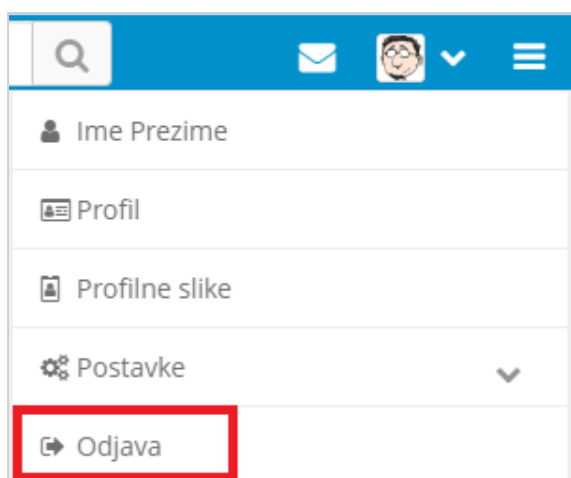 Ime Prezime
Profil
Profilne slike
Postavke
Odjava